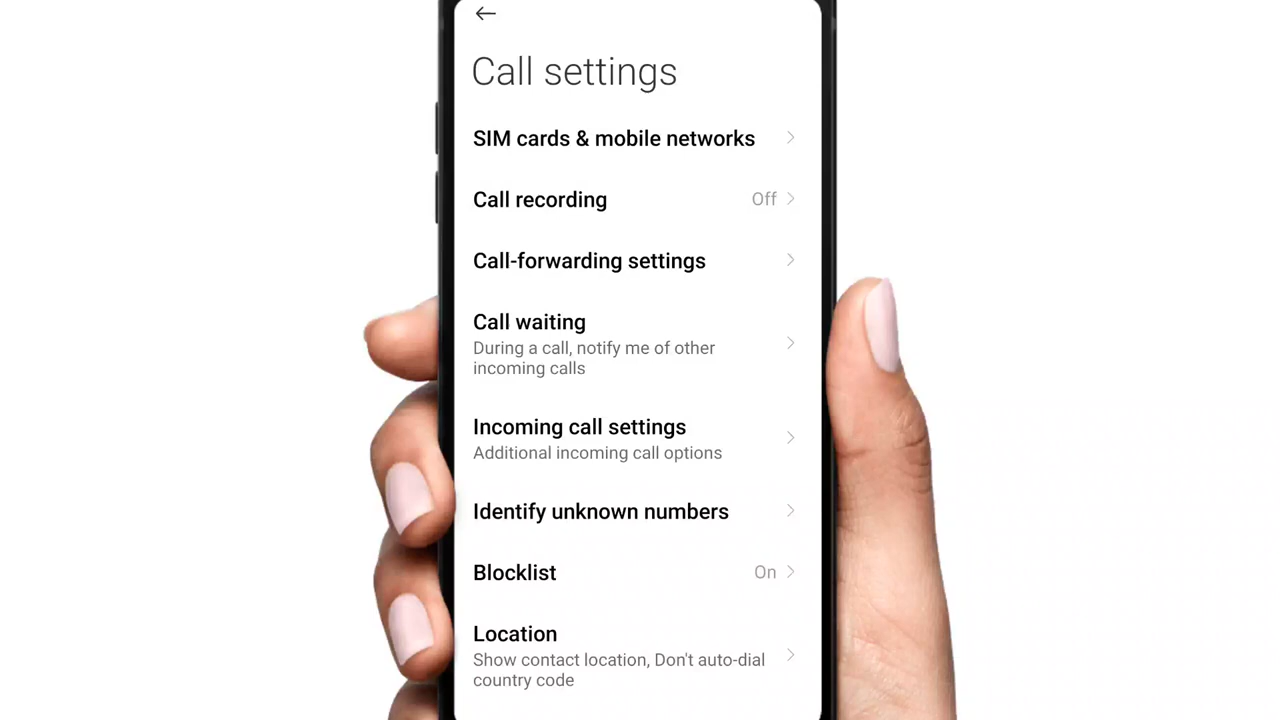 Call settings
SIM cards & mobile networks
Call recording Off
Call-forwarding settings
Call waiting
During a call, notify me of other
incoming calls
Incoming call settings
Additional incoming call options
Identify unknown numbers
Blocklist On
Location
Show contact location, Don't auto-dial
country code